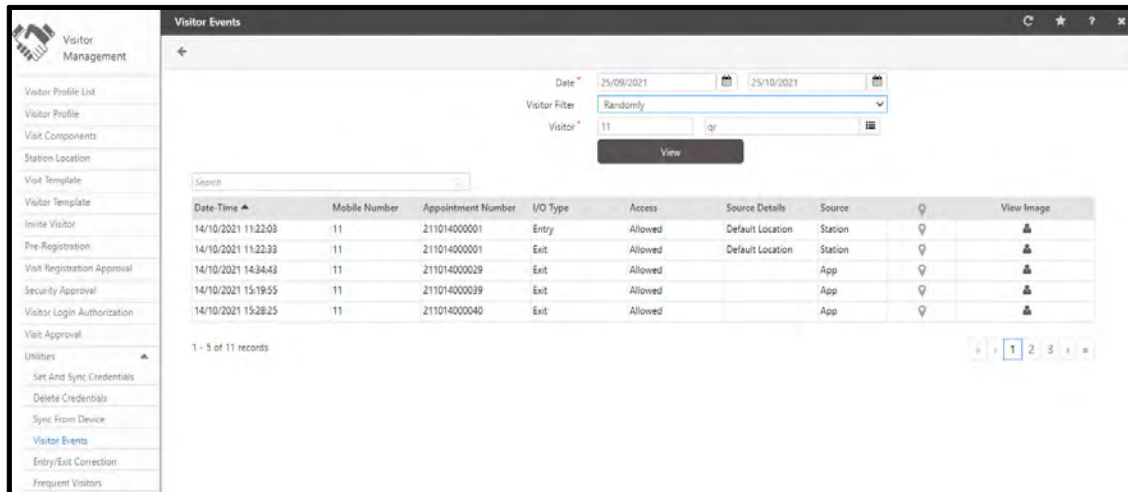 Visitor Management
Visitor Profile List
Visitor Profile
Visit Components
Station Location
Visit Template
Visitor Template
Invite Visitor
Pre-Registration
Visit Registration Approval
Security Approval
Visitor Login Authorization
Visit Approval
Utilities
Set And Sync Credentials
Delete Credentials
Sync From Device
Visitor Events
Entry/Exit Correction
Frequent Visitors
Visitor Events
Date * 25/09/2021 25/10/2021
Visitor Filter Randomly
Visitor * 11 qr
View
Search
Date-Time Mobile Number Appointment Number I/O Type Access Source Details Source View Image
14/10/2021 11:22:03 11 211014000001 Entry Allowed Default Location Station
14/10/2021 11:22:33 11 211014000001 Exit Allowed Default Location Station
14/10/2021 14:34:43 11 211014000029 Exit Allowed App
14/10/2021 15:19:55 11 211014000039 Exit Allowed App
14/10/2021 15:28:25 11 211014000040 Exit Allowed App
1 - 5 of 11 records
« ‹ 1 2 3 › »